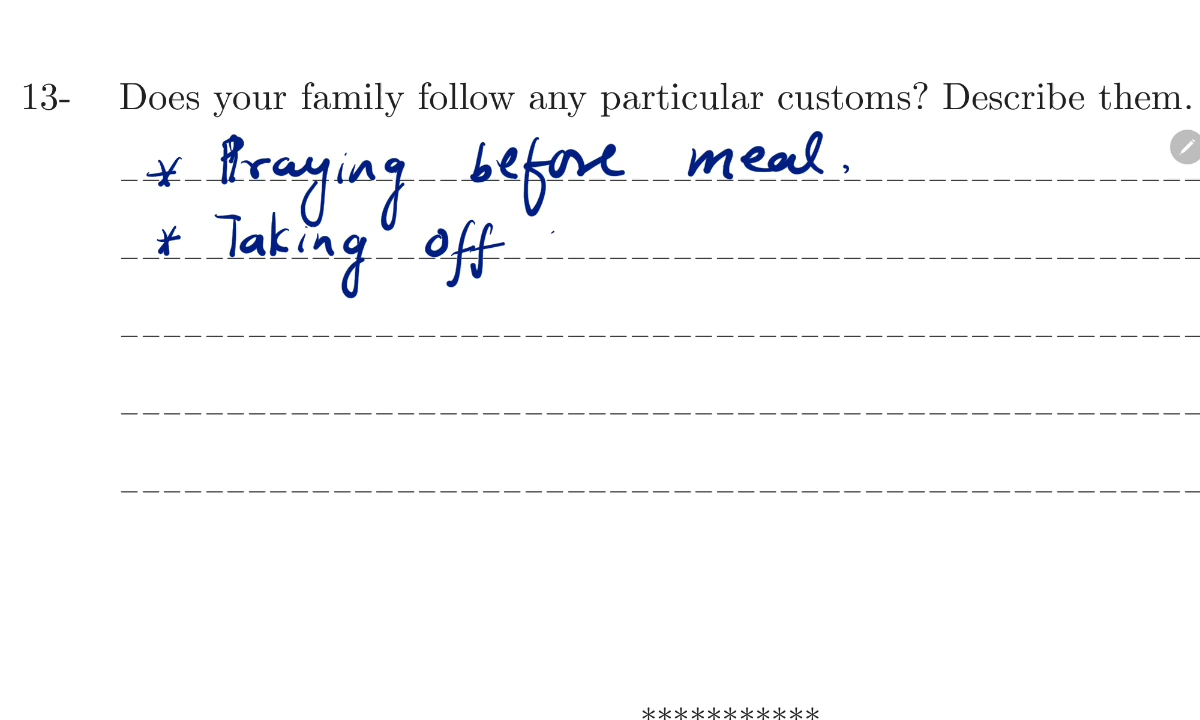 13- Does your family follow any particular customs? Describe them.
* Praying before meal,
* Taking off
***********